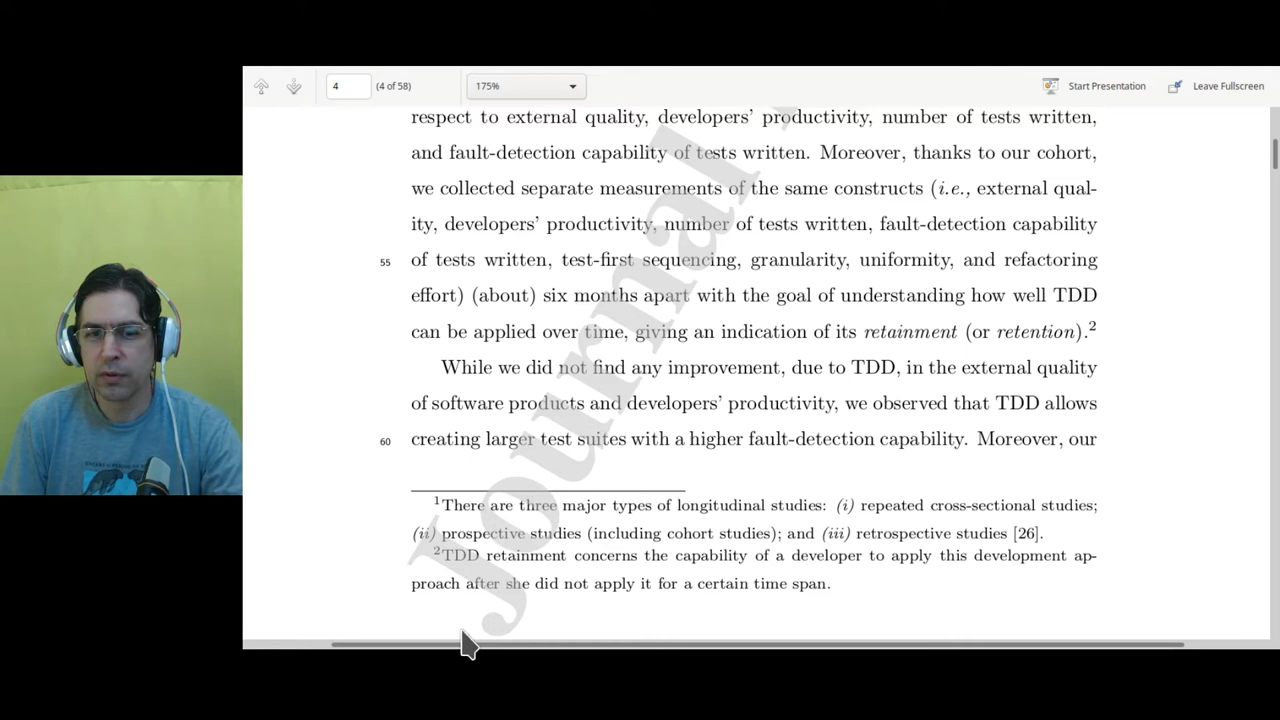 4
(4 of 58)
175%
Start Presentation
Leave Fullscreen
respect to external quality, developers' productivity, number of tests written,
and fault-detection capability of tests written. Moreover, thanks to our cohort,
we collected separate measurements of the same constructs (i.e., external qual-
ity, developers' productivity, number of tests written, fault-detection capability
55 of tests written, test-first sequencing, granularity, uniformity, and refactoring
effort) (about) six months apart with the goal of understanding how well TDD
can be applied over time, giving an indication of its retainment (or retention).2
While we did not find any improvement, due to TDD, in the external quality
of software products and developers' productivity, we observed that TDD allows
60 creating larger test suites with a higher fault-detection capability. Moreover, our
1There are three major types of longitudinal studies: (i) repeated cross-sectional studies;
(ii) prospective studies (including cohort studies); and (iii) retrospective studies [26].
2TDD retainment concerns the capability of a developer to apply this development ap-
proach after she did not apply it for a certain time span.
Journal